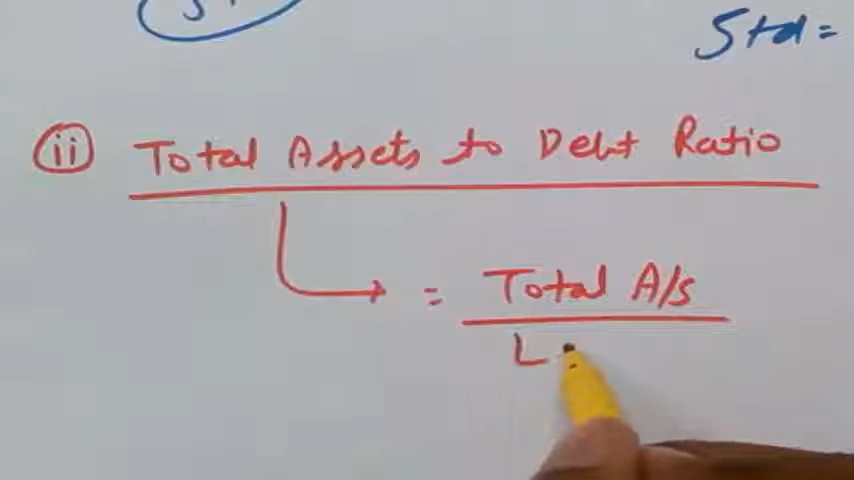 Std=
(ii) Total Assets to Debt Ratio
= Total A/s
L